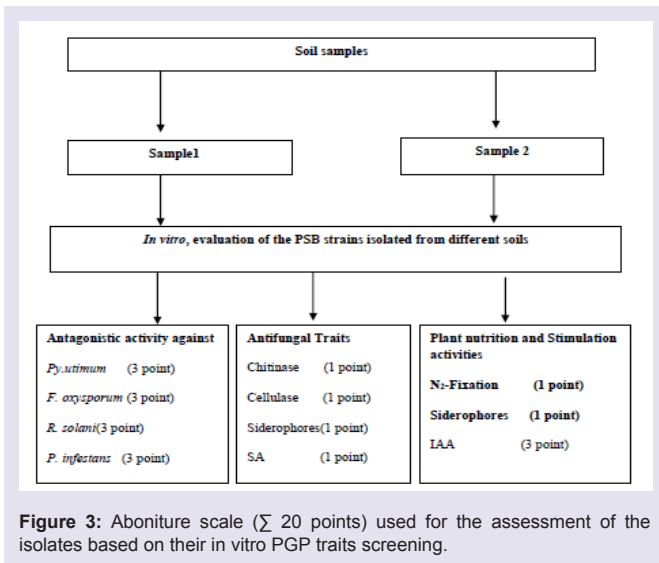 Soil samples
Sample1
Sample 2
In vitro, evaluation of the PSB strains isolated from different soils
Antagonistic activity against
Py.utimum (3 point)
F. oxysporum (3 point)
R. solani(3 point)
P. infestans (3 point)
Antifungal Traits
Chitinase (1 point)
Cellulase (1 point)
Siderophores(1 point)
SA (1 point)
Plant nutrition and Stimulation
activities
N₂-Fixation (1 point)
Siderophores (1 point)
IAA (3 point)
Figure 3: Aboniture scale (∑ 20 points) used for the assessment of the
isolates based on their in vitro PGP traits screening.